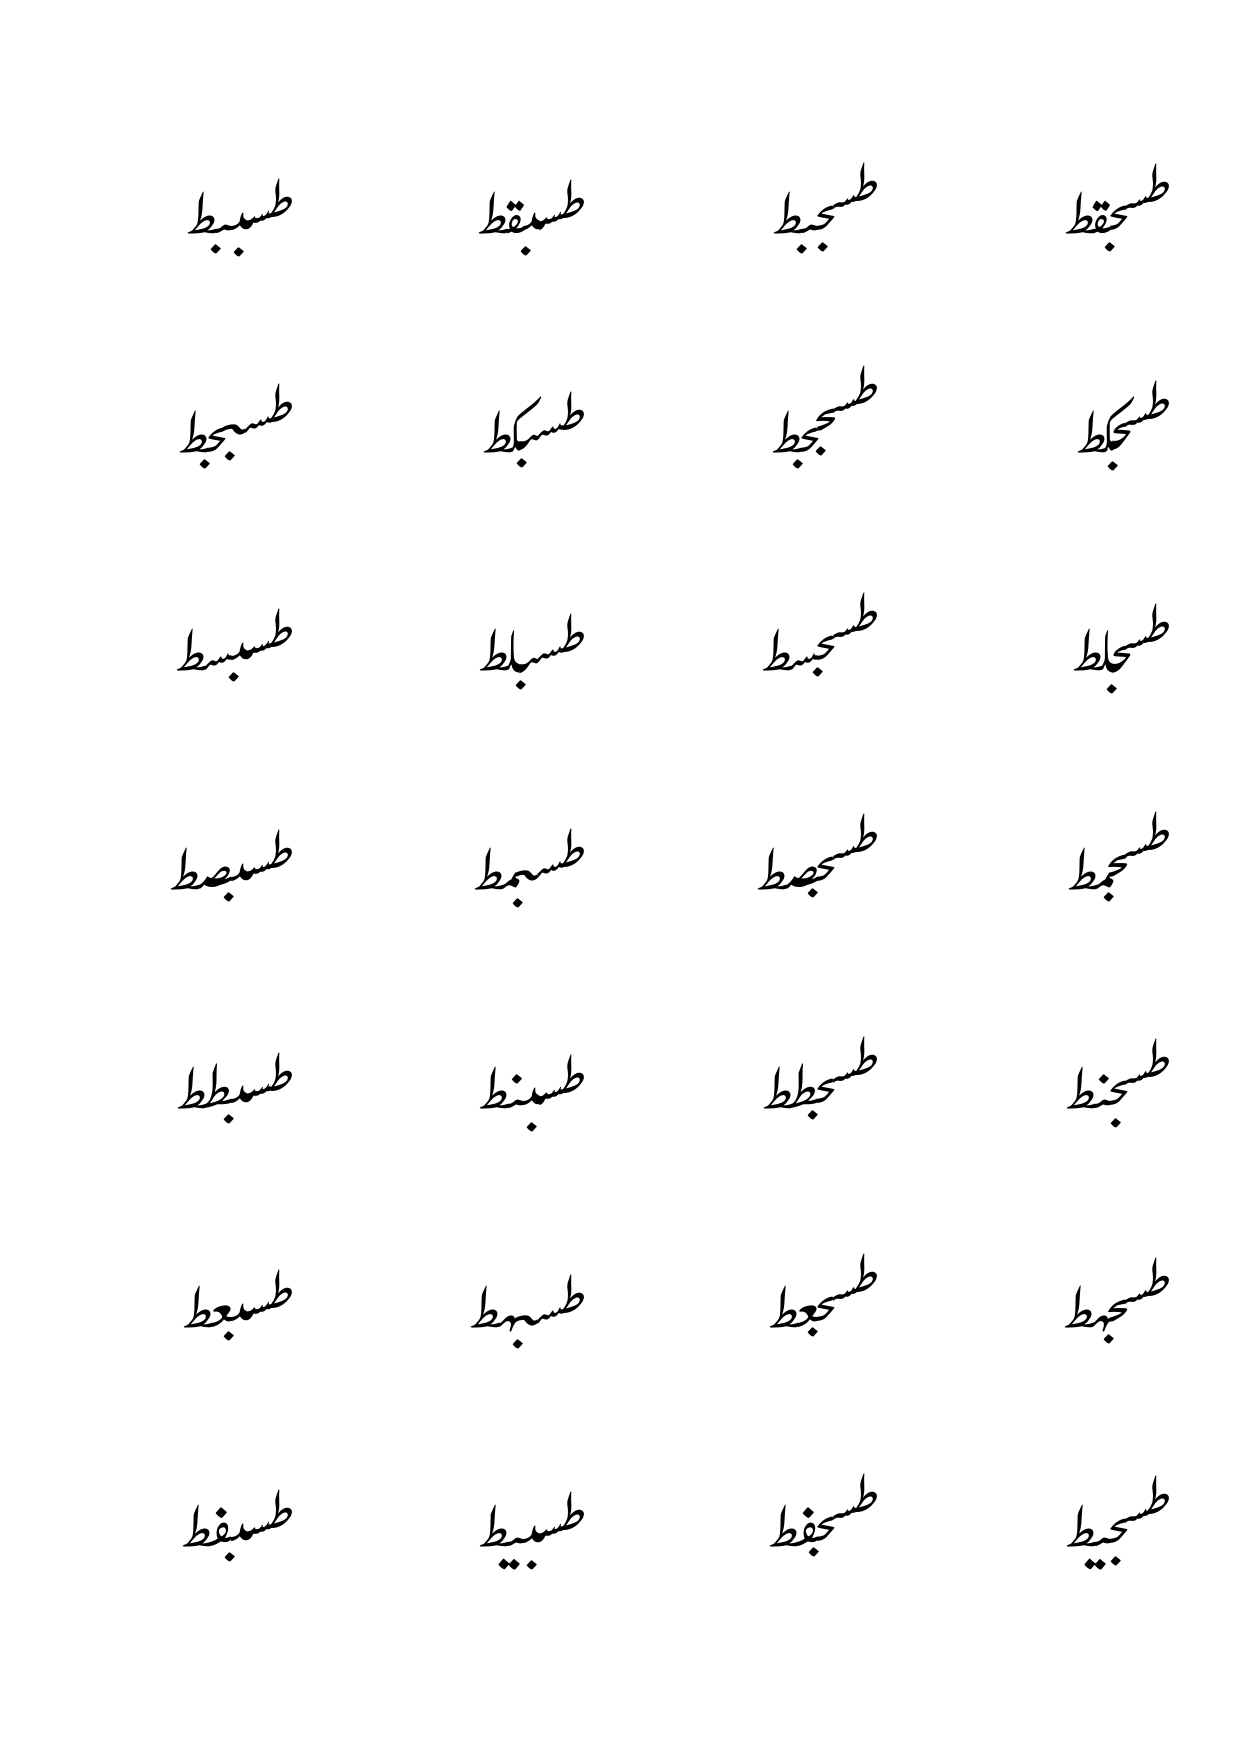 طسجقط طسجبط طسبقط طسببط
طسجكط طسججط طسبكط طسبجط
طسجلط طسجسط طسبلط طسبسط
طسجمط طسجصط طسبمط طسبصط
طسجنط طسجطط طسبنط طسبطط
طسجهط طسجعط طسبهط طسبعط
طسجيط طسجفط طسبيط طسبفط